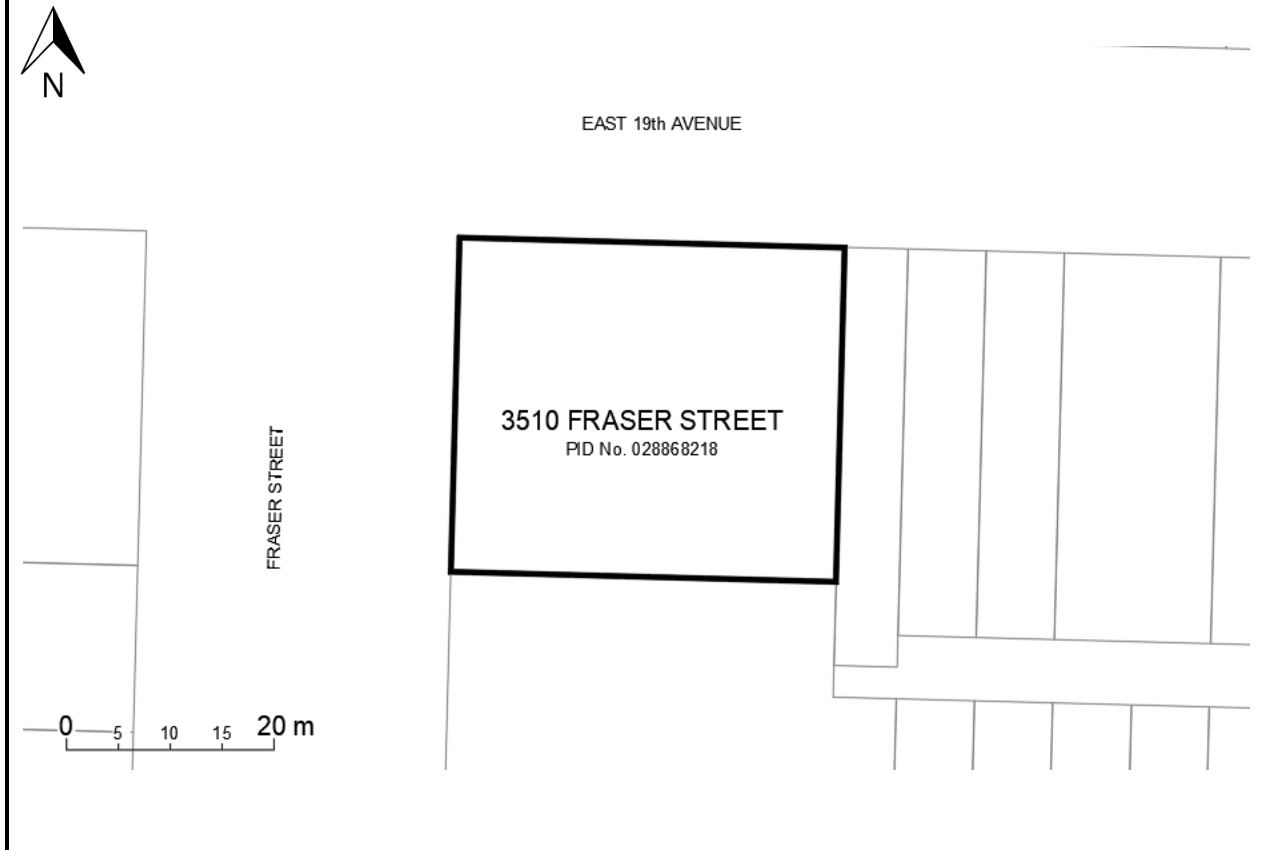 N
EAST 19th AVENUE
3510 FRASER STREET
PID No. 028868218
FRASER STREET
0 5 10 15 20 m